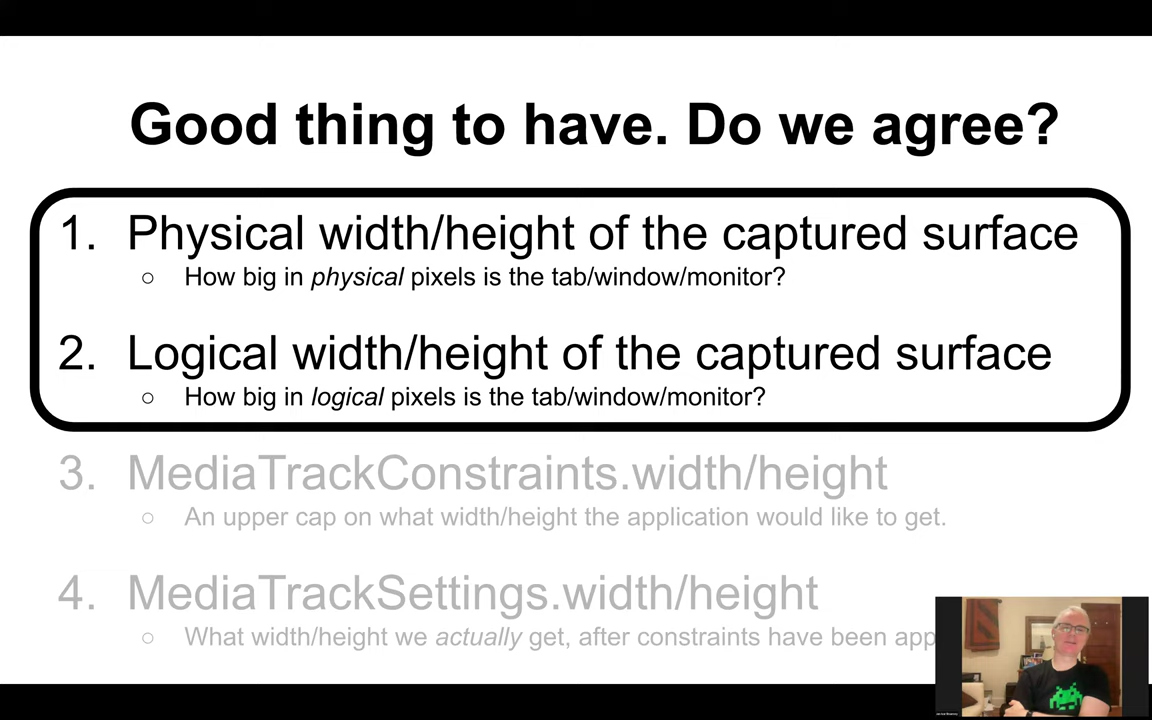 Good thing to have. Do we agree?
1. Physical width/height of the captured surface
○ How big in physical pixels is the tab/window/monitor?
2. Logical width/height of the captured surface
○ How big in logical pixels is the tab/window/monitor?
3. MediaTrackConstraints.width/height
○ An upper cap on what width/height the application would like to get.
4. MediaTrackSettings.width/height
○ What width/height we actually get, after constraints have been app